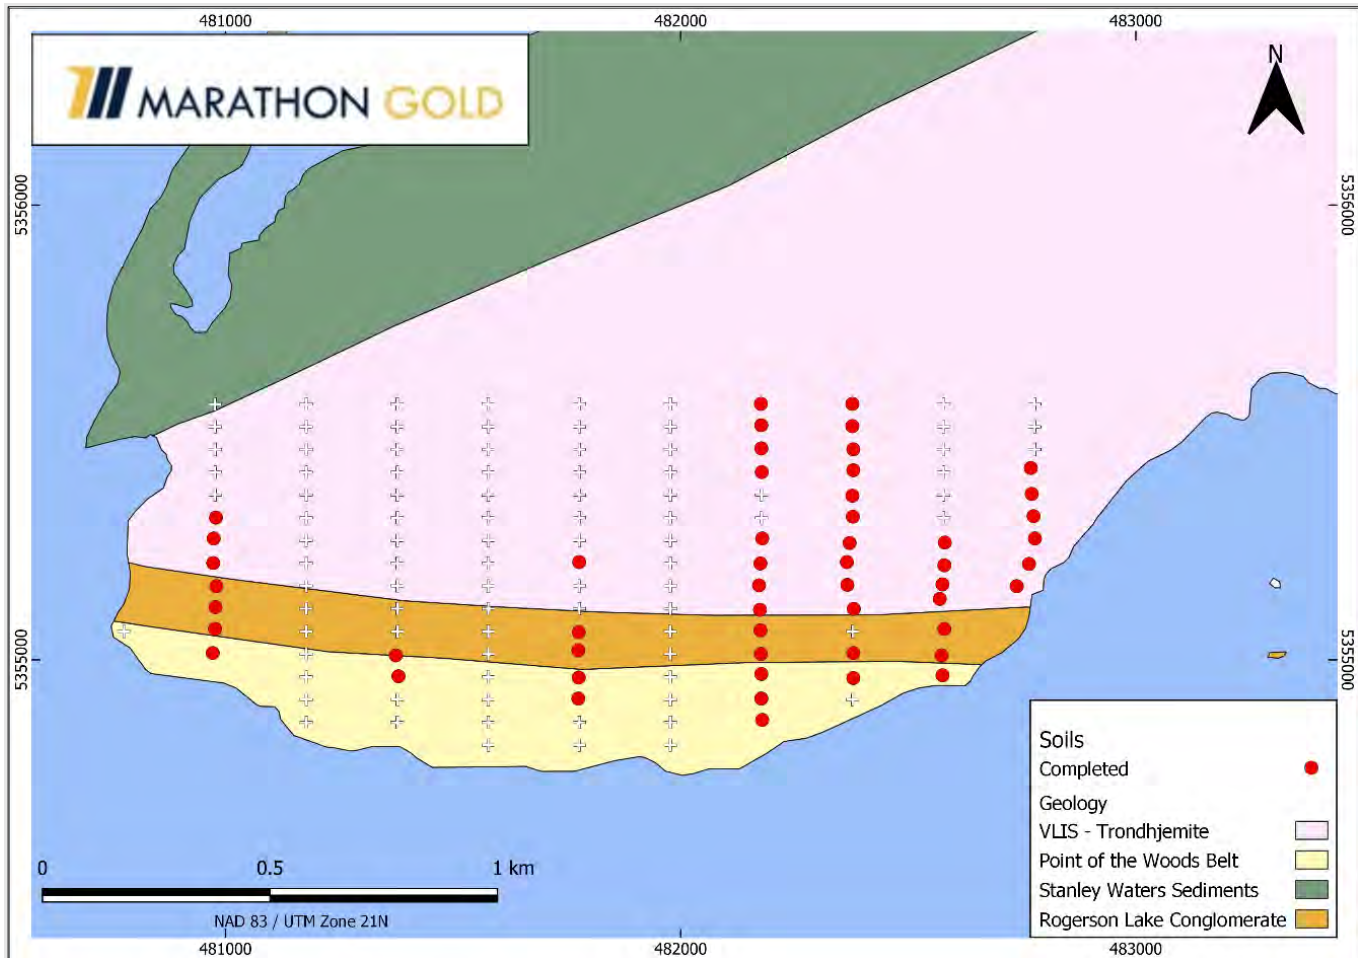 481000 482000 483000
MARATHON GOLD
N
5356000 5356000
5355000 5355000
Soils
Completed
Geology
VLIS - Trondhjemite
Point of the Woods Belt
Stanley Waters Sediments
Rogerson Lake Conglomerate
0 0.5 1 km
NAD 83 / UTM Zone 21N
481000 482000 483000